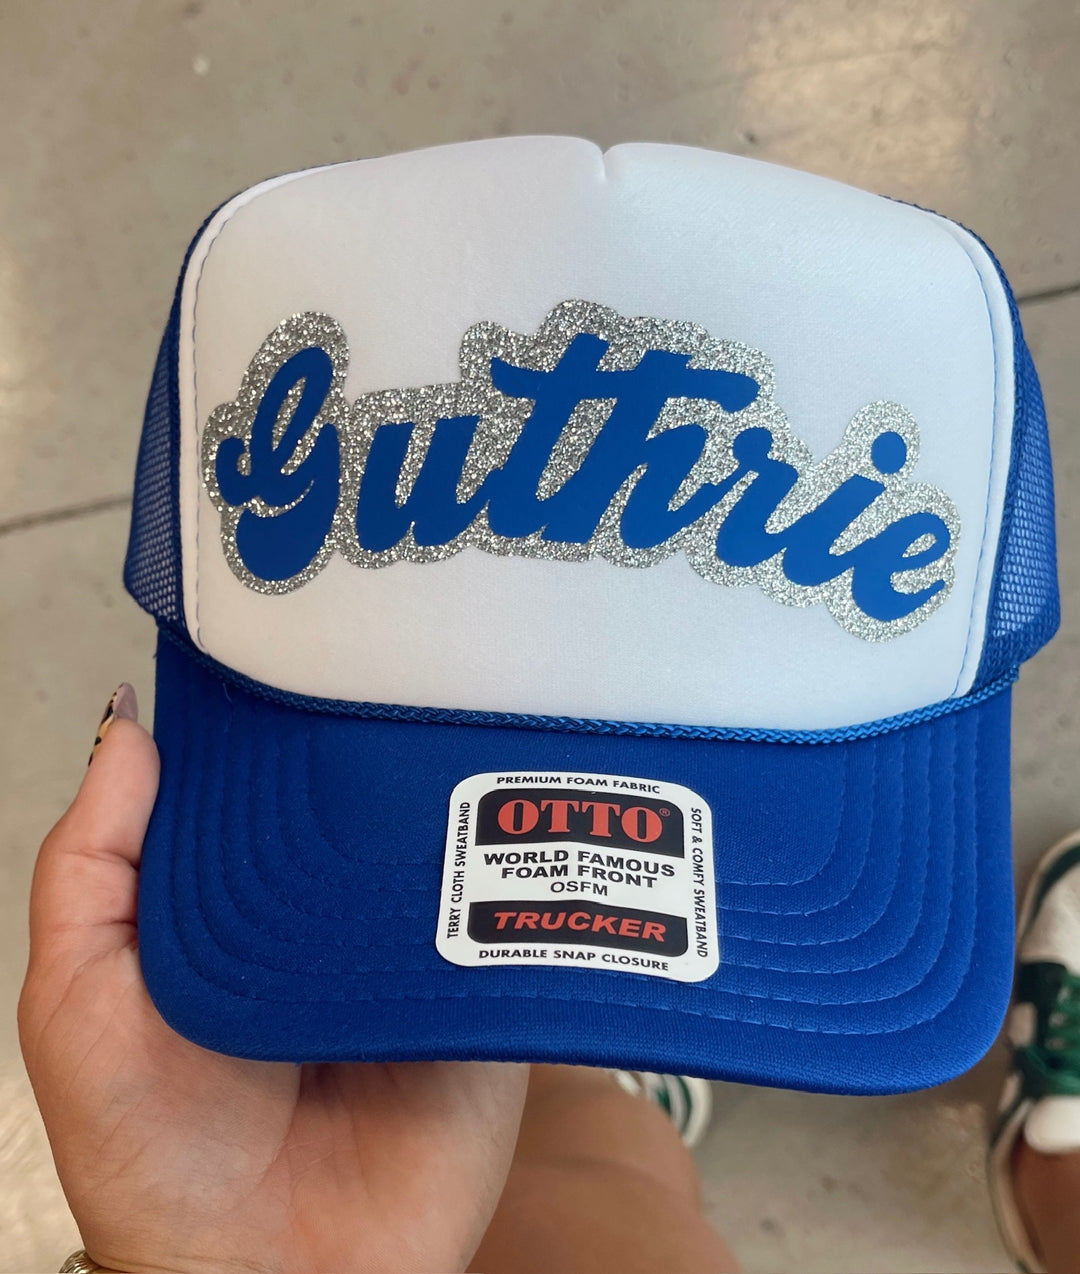 Guthrie
PREMIUM FOAM FABRIC
OTTO®
WORLD FAMOUS
FOAM FRONT
OSFM
TRUCKER
DURABLE SNAP CLOSURE
TERRY CLOTH SWEATBAND
SOFT & COMFY SWEATBAND